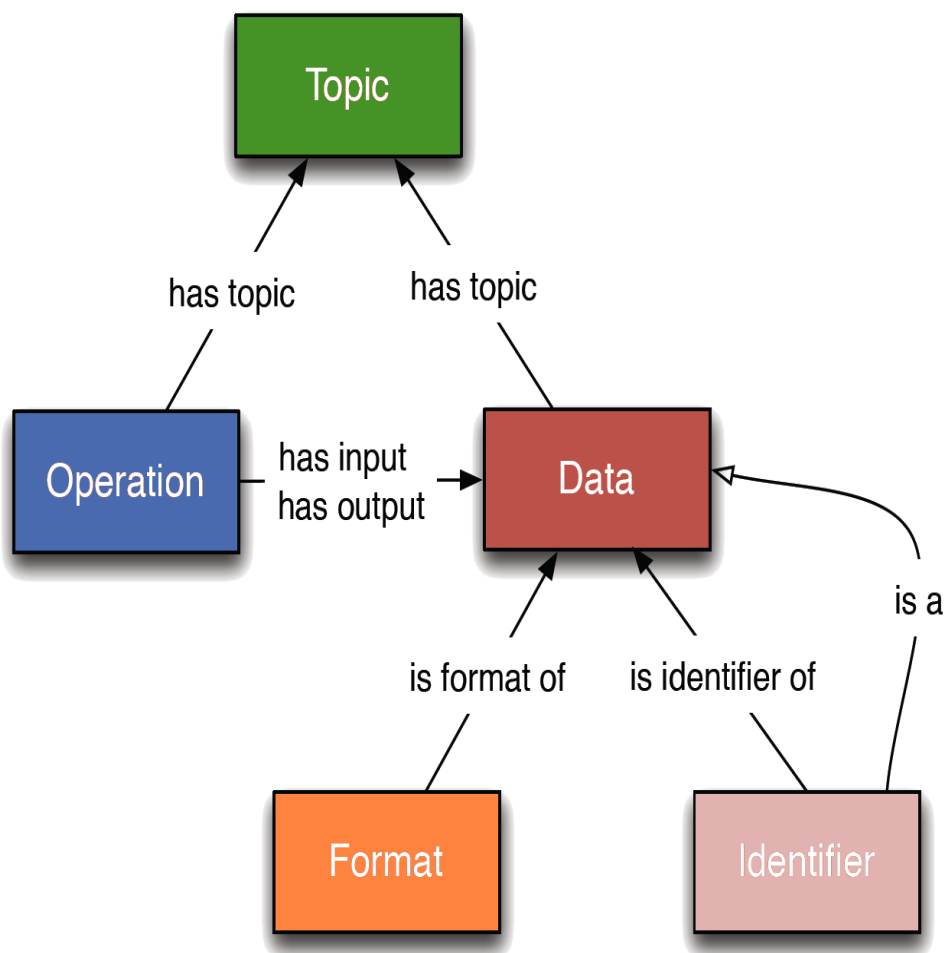 Topic
has topic
has topic
Operation
has input
has output
Data
is a
is format of
is identifier of
Format
Identifier